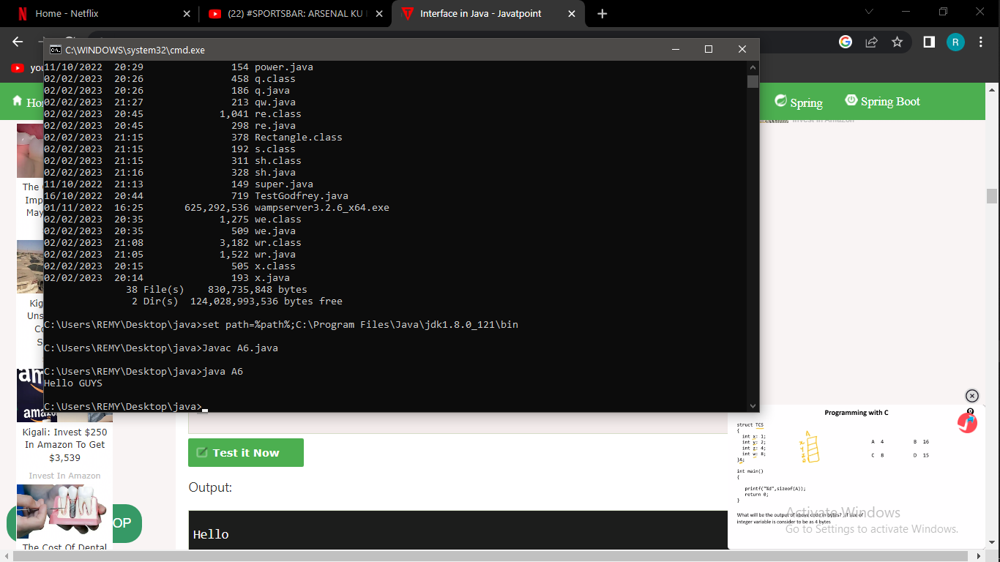 Home - Netflix
(22) #SPORTSBAR: ARSENAL KU
Interface in Java - Javatpoint
R
C:\WINDOWS\system32\cmd.exe
11/10/2022 20:29 154 power.java
02/02/2023 20:26 458 q.class
02/02/2023 20:26 186 q.java
02/02/2023 21:27 213 qw.java
02/02/2023 20:45 1,041 re.class
02/02/2023 20:45 298 re.java
02/02/2023 21:15 378 Rectangle.class
02/02/2023 21:15 192 s.class
02/02/2023 21:15 311 sh.class
02/02/2023 21:16 328 sh.java
11/10/2022 21:13 149 super.java
16/10/2022 20:44 719 TestGodfrey.java
01/11/2022 16:25 625,292,536 wampserver3.2.6_x64.exe
02/02/2023 20:35 1,275 we.class
02/02/2023 20:35 509 we.java
02/02/2023 21:08 3,182 wr.class
02/02/2023 21:05 1,522 wr.java
02/02/2023 20:15 505 x.class
02/02/2023 20:14 193 x.java
38 File(s) 830,735,848 bytes
2 Dir(s) 124,028,993,536 bytes free
C:\Users\REMY\Desktop\java>set path=%path%;C:\Program Files\Java\jdk1.8.0_121\bin
C:\Users\REMY\Desktop\java>Javac A6.java
C:\Users\REMY\Desktop\java>java A6
Hello GUYS
C:\Users\REMY\Desktop\java>
you
Ho
Spring
Spring Boot
Invest in Amazon
The
Imp
May
Kig
Uns
C
S
am
amaz
Kigali: Invest $250
In Amazon To Get
$3,539
Invest In Amazon
OP
The Cost Of Dental
Test it Now
Output:
Hello
Programming with C
struct TCS
{
int x: 1;
int y: 2;
int z: 4;
int w: 8;
}A;
int main()
{
printf("%d",sizeof(A));
return 0;
}
A
x
y
z
A 4
B 16
C 8
D 15
What will be the output of above code in bytes? , if size of
integer variable is consider to be as 4 bytes
Activate Windows
Go to Settings to activate Windows.